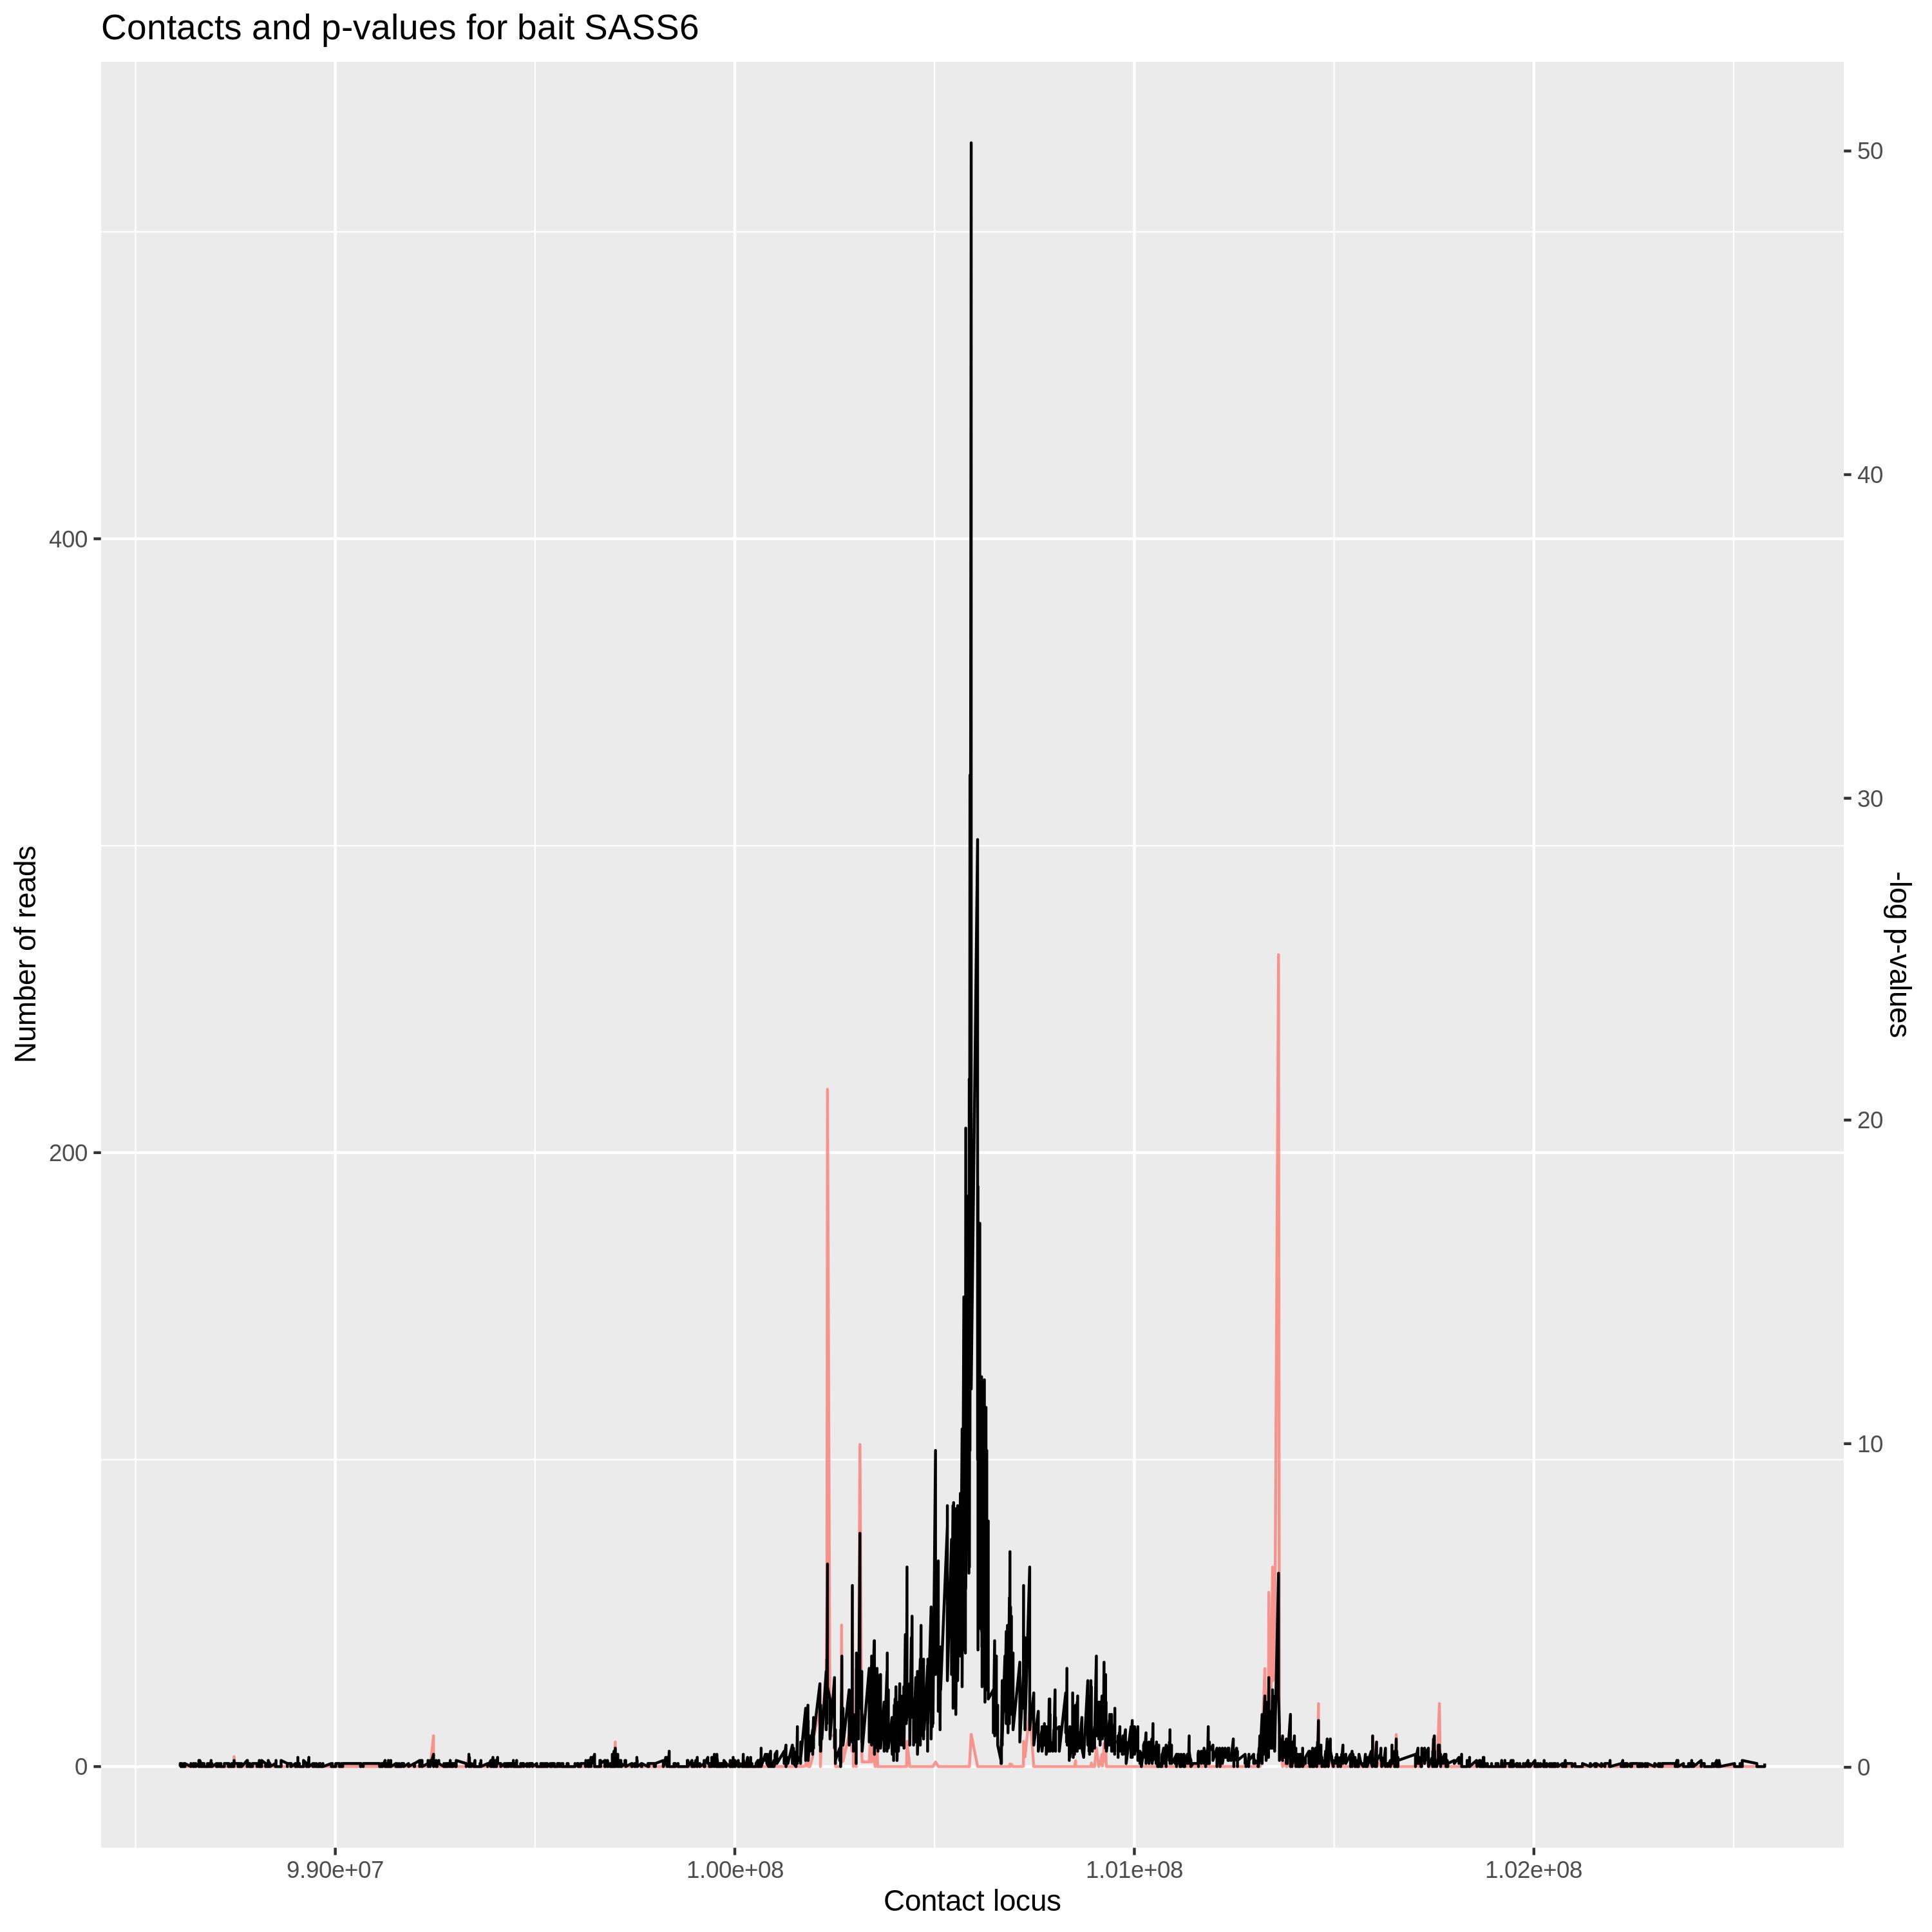 Contacts and p-values for bait SASS6
Number of reads
400
200
0
50
40
30
20
10
0
-log p-values
9.90e+07
1.00e+08
1.01e+08
1.02e+08
Contact locus